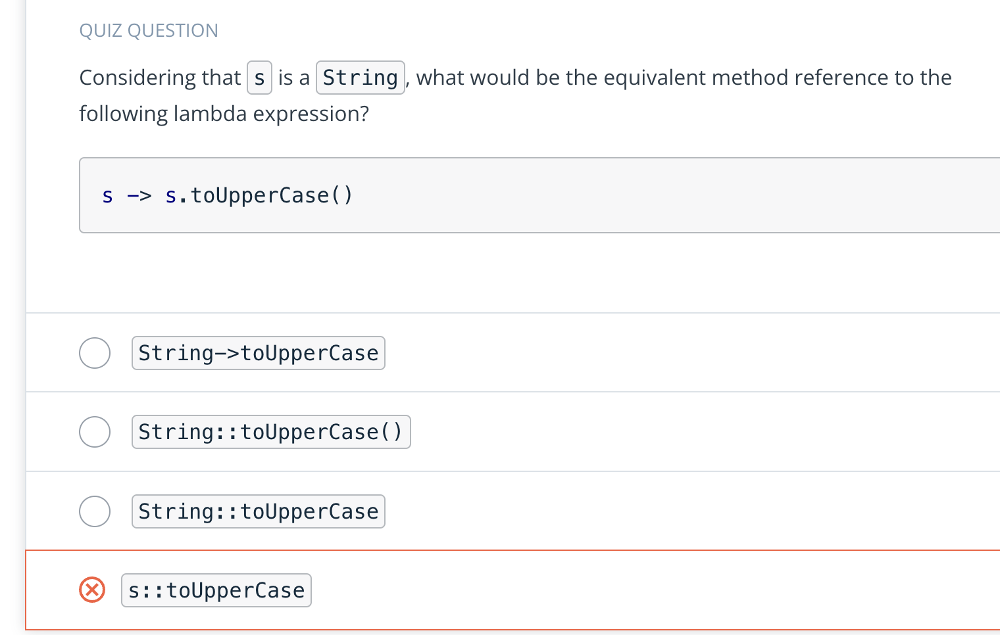 QUIZ QUESTION
Considering that s is a String, what would be the equivalent method reference to the
following lambda expression?
s -> s.toUpperCase()
String->toUpperCase
String::toUpperCase()
String::toUpperCase
s::toUpperCase